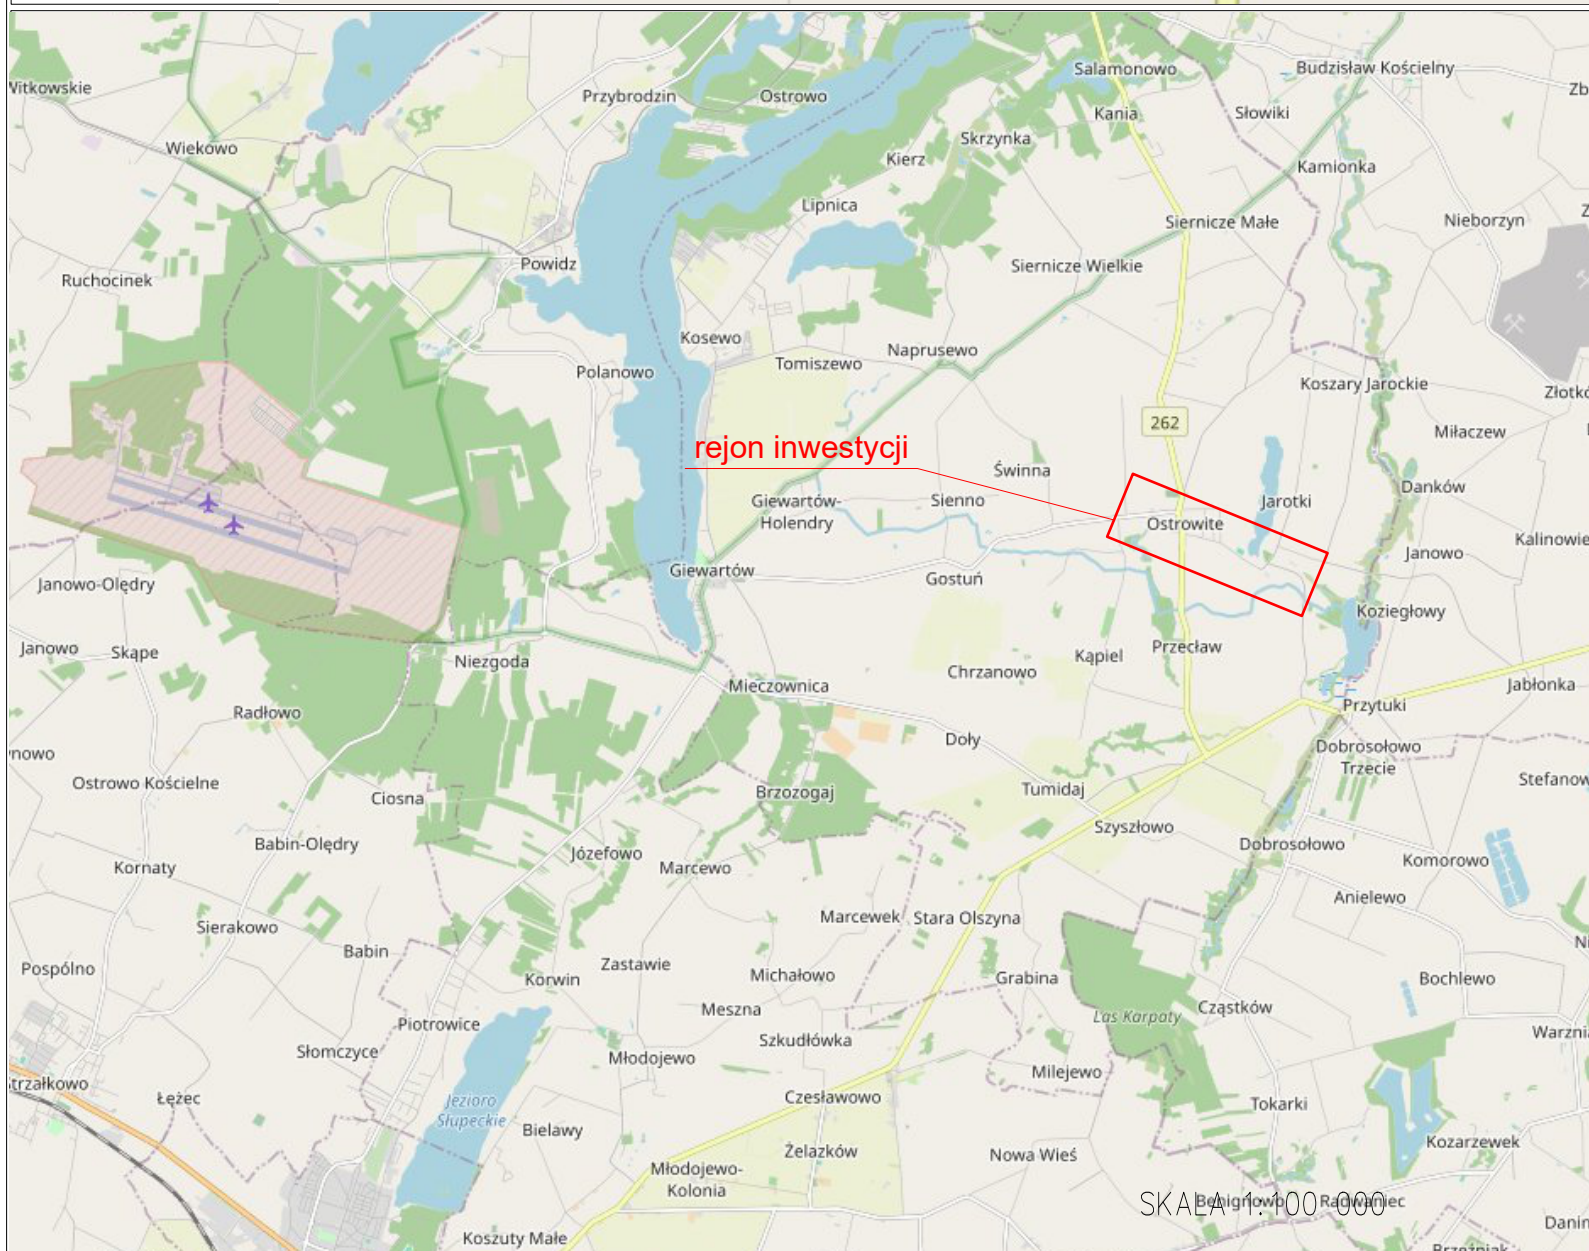 Salamonowo
Budzisław Kościelny
Witkowskie
Przybrodzin
Ostrowo
Kania
Słowiki
Wiekowo
Skrzynka
Kierz
Kamionka
Lipnica
Siernicze Małe
Nieborzyn
Ruchocinek
Powidz
Siernicze Wielkie
Kosewo
Tomiszewo
Naprusewo
Polanowo
Koszary Jarockie
262
Miłaczew
rejon inwestycji
Świnna
Giewartów-
Holendry
Sienno
Jarotki
Danków
Ostrowite
Janowo
Giewartów
Gostuń
Janowo-Olędry
Koziegłowy
Janowo
Skąpe
Niezgoda
Kąpiel
Przecław
Chrzanowo
Mieczownica
Jabłonka
Radłowo
Przytuki
Doły
Dobrosołowo
Trzecie
Ostrowo Kościelne
Ciosna
Brzozogaj
Tumidaj
Szyszłowo
Babin-Olędry
Józefowo
Marcewo
Dobrosołowo
Komorowo
Kornaty
Anielewo
Sierakowo
Marcewek
Stara Olszyna
Babin
Pospólno
Korwin
Zastawie
Michałowo
Grabina
Bochlewo
Meszna
Las Karpaty
Cząstków
Piotrowice
Słomczyce
Szkudłówka
Młodojewo
Milejewo
trzałkowo
Łężec
Jezioro
Słupeckie
Czesławowo
Tokarki
Bielawy
Kozarzewek
Żelazków
Nowa Wieś
Młodojewo-
Kolonia
SKALA 1:100 000
Benignowo
Radwaniec
Koszuty Małe